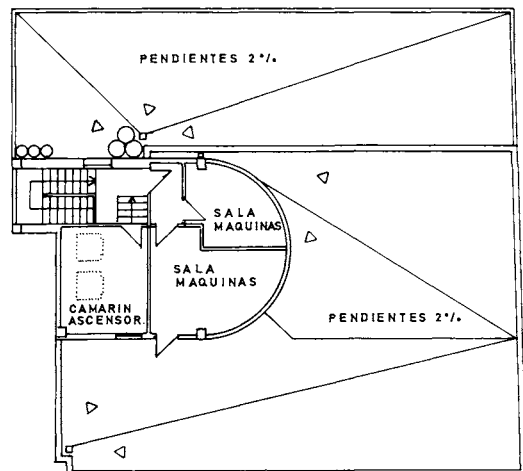 PENDIENTES 2°/.
SALA
MAQUINAS
SALA
MAQUINAS
CAMARIN
ASCENSOR
PENDIENTES 2°/.